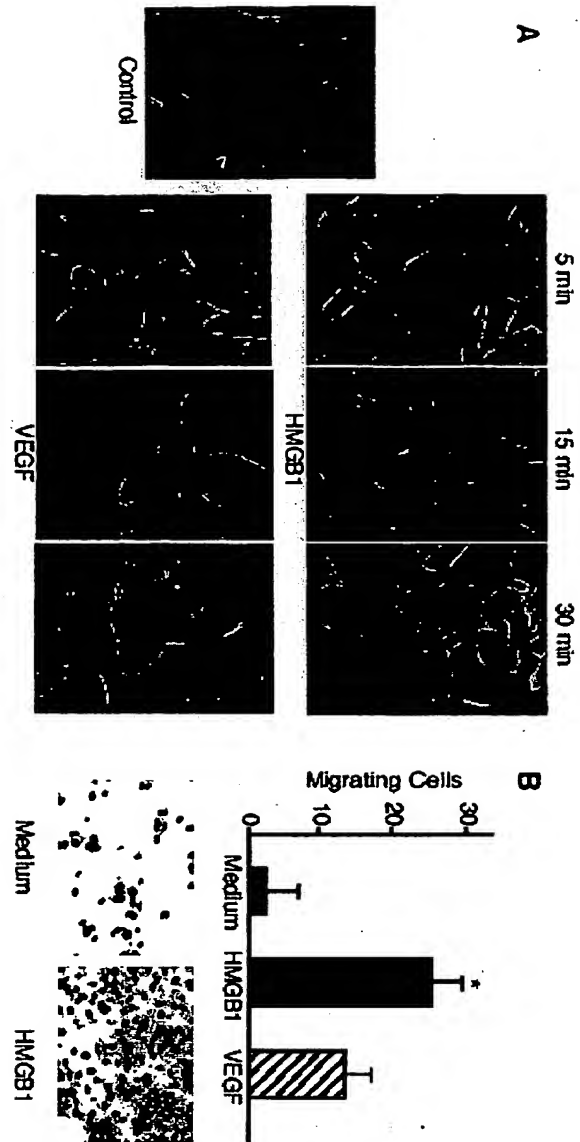 A
5 min 15 min 30 min
HMGB1
Control
VEGF
B
Migrating Cells
30
20
10
0
Medium HMGB1 VEGF
*
Medium HMGB1